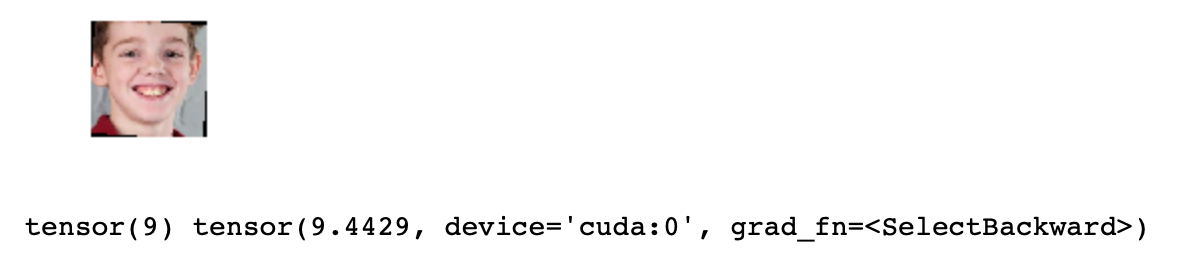 tensor(9) tensor(9.4429, device='cuda:0', grad_fn=<SelectBackward>)